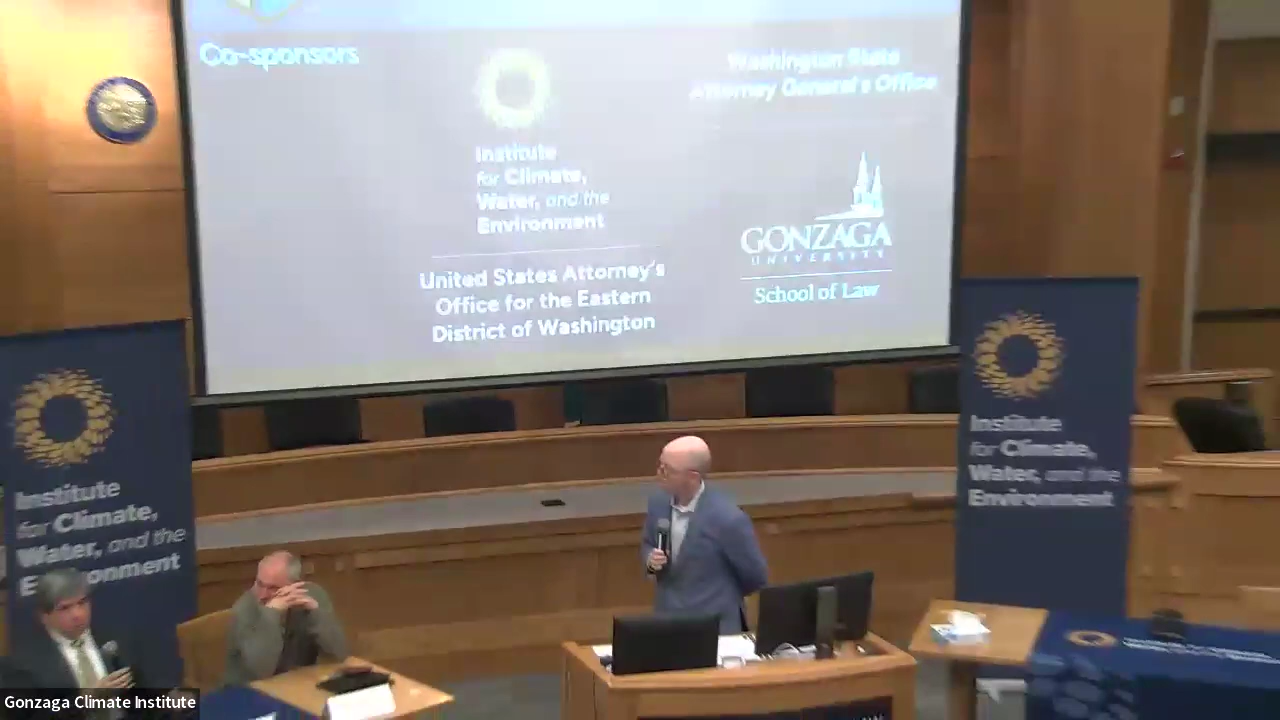 Co-sponsors
Institute
for Climate,
Water, and the
Environment
United States Attorney's
Office for the Eastern
District of Washington
Washington State
Attorney General's Office
GONZAGA
UNIVERSITY
School of Law
Institute
for Climate,
Water, and the
Environment
Institute
for Climate,
Water, and the
E onment
Gonzaga Climate Institute